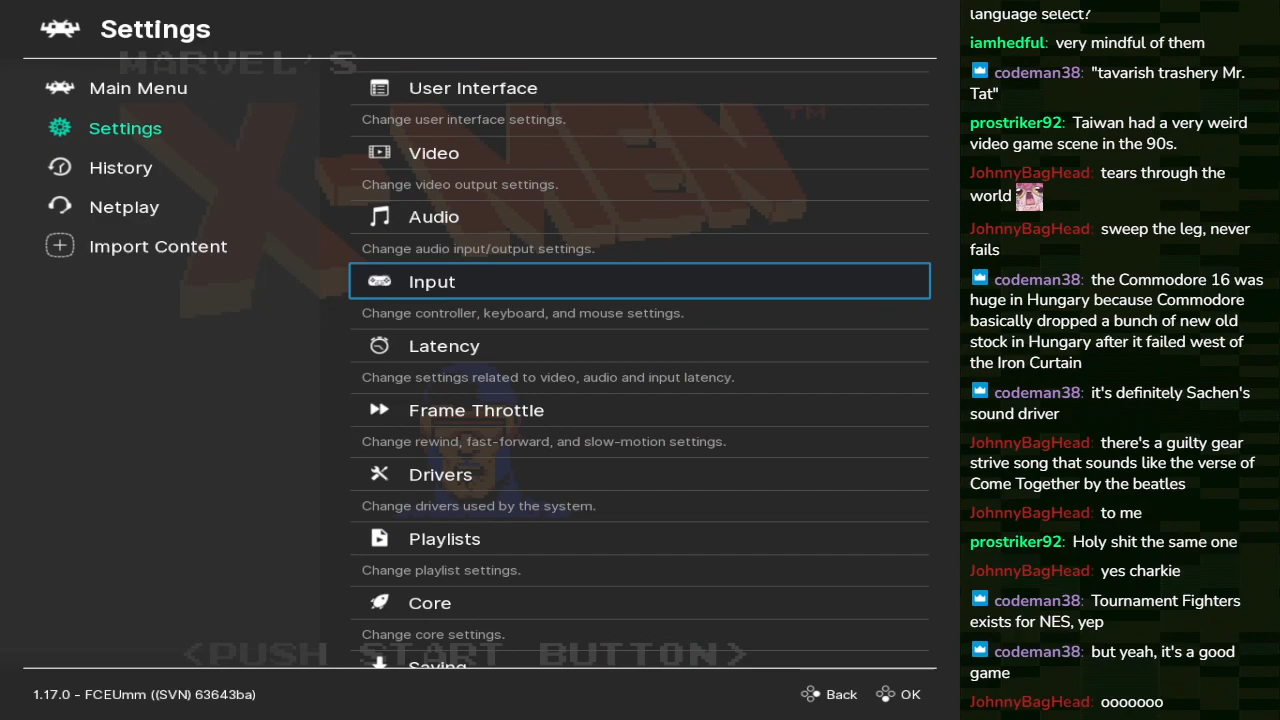 Settings
MARVEL'S
X-MEN™
Main Menu
Settings
History
Netplay
Import Content
User Interface
Change user interface settings.
Video
Change video output settings.
Audio
Change audio input/output settings.
Input
Change controller, keyboard, and mouse settings.
Latency
Change settings related to video, audio and input latency.
Frame Throttle
Change rewind, fast-forward, and slow-motion settings.
Drivers
Change drivers used by the system.
Playlists
Change playlist settings.
Core
Change core settings.
Saving
<PUSH START BUTTON>
1.17.0 - FCEUmm ((SVN) 63643ba)
Back
OK
language select?
iamhedful: very mindful of them
codeman38: "tavarish trashery Mr.
Tat"
prostriker92: Taiwan had a very weird
video game scene in the 90s.
JohnnyBagHead: tears through the
world
JohnnyBagHead: sweep the leg, never
fails
codeman38: the Commodore 16 was
huge in Hungary because Commodore
basically dropped a bunch of new old
stock in Hungary after it failed west of
the Iron Curtain
codeman38: it's definitely Sachen's
sound driver
JohnnyBagHead: there's a guilty gear
strive song that sounds like the verse of
Come Together by the beatles
JohnnyBagHead: to me
prostriker92: Holy shit the same one
JohnnyBagHead: yes charkie
codeman38: Tournament Fighters
exists for NES, yep
codeman38: but yeah, it's a good
game
JohnnyBagHead: ooooooo